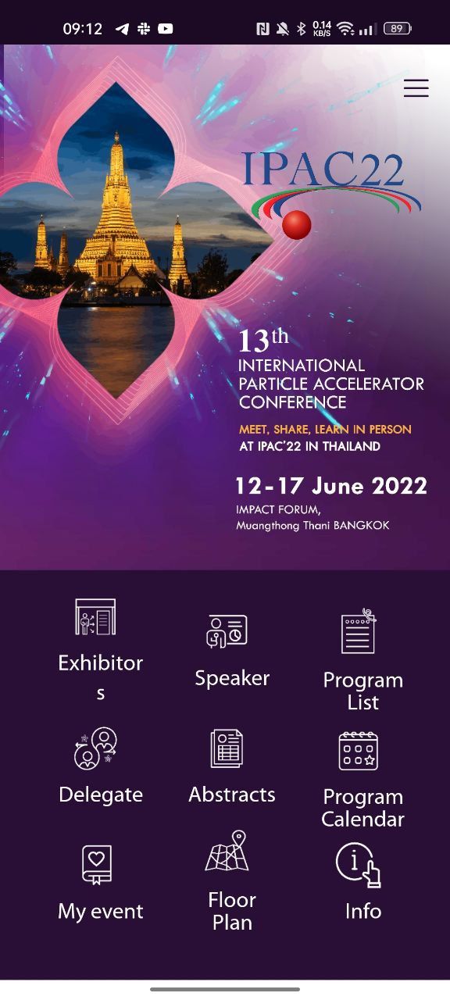 09:12
0.14
KB/S
89
IPAC22
13th
INTERNATIONAL
PARTICLE ACCELERATOR
CONFERENCE
MEET, SHARE, LEARN IN PERSON
AT IPAC'22 IN THAILAND
12-17 June 2022
IMPACT FORUM,
Muangthong Thani BANGKOK
Exhibitor
s
Speaker
Program
List
Delegate
Abstracts
Program
Calendar
My event
Floor
Plan
Info